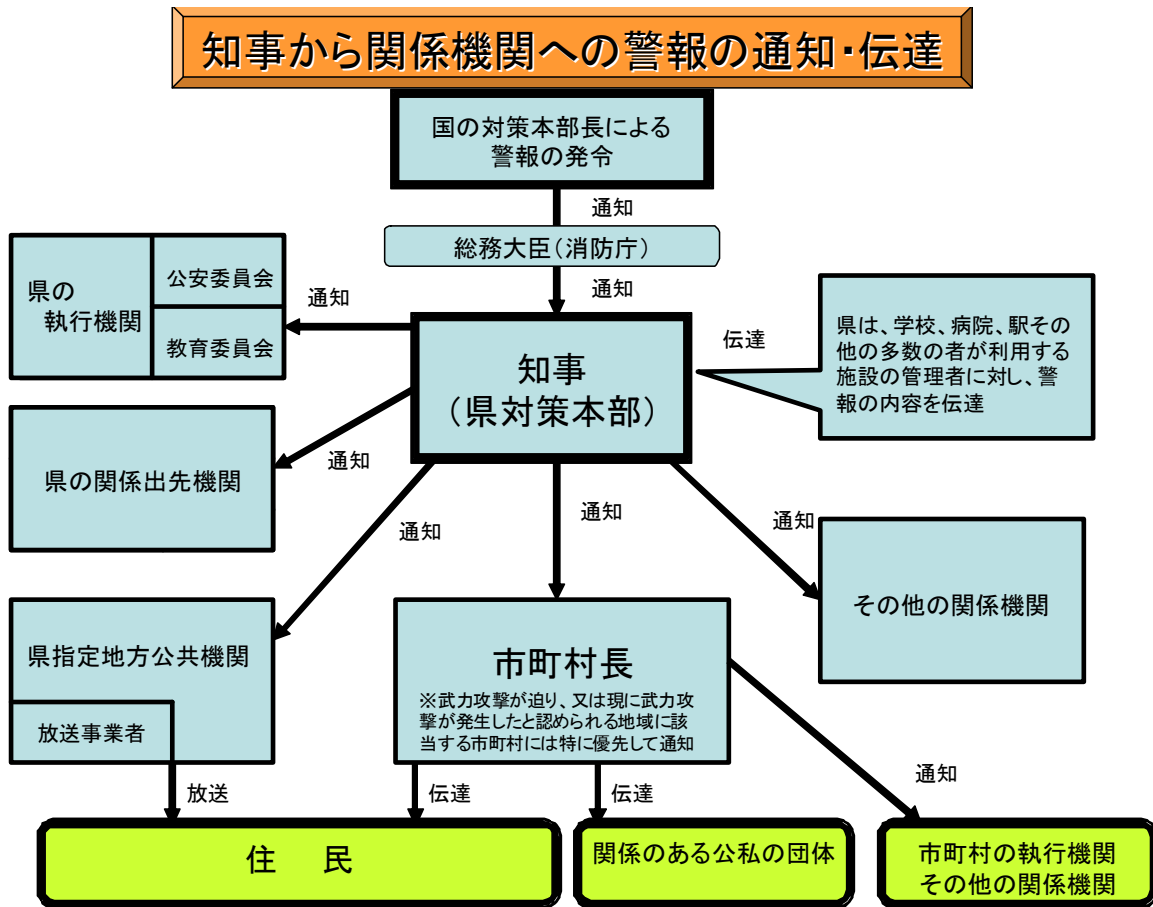 知事から関係機関への警報の通知・伝達
国の対策本部長による
警報の発令
通知
総務大臣(消防庁)
通知
県の
執行機関
公安委員会
教育委員会
通知
知事
(県対策本部)
伝達
県は、学校、病院、駅その
他の多数の者が利用する
施設の管理者に対し、警
報の内容を伝達
県の関係出先機関
通知
通知
通知
通知
その他の関係機関
県指定地方公共機関
放送事業者
市町村長
※武力攻撃が迫り、又は現に武力攻
撃が発生したと認められる地域に該
当する市町村には特に優先して通知
放送
伝達
伝達
通知
住 民
関係のある公私の団体
市町村の執行機関
その他の関係機関